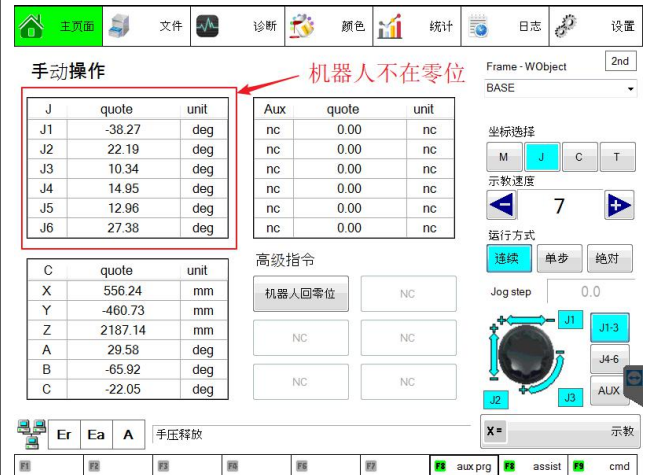 主页面 文件 诊断 颜色 统计 日志 设置
手动操作
机器人不在零位
Frame - WObject 2nd
BASE
J quote unit
J1 -38.27 deg
J2 22.19 deg
J3 10.34 deg
J4 14.95 deg
J5 12.96 deg
J6 27.38 deg
Aux quote unit
nc 0.00 nc
nc 0.00 nc
nc 0.00 nc
nc 0.00 nc
nc 0.00 nc
nc 0.00 nc
坐标选择
M J C T
示教速度
7
运行方式
连续 单步 绝对
Jog step 0.0
C quote unit
X 556.24 mm
Y -460.73 mm
Z 2187.14 mm
A 29.58 deg
B -65.92 deg
C -22.05 deg
高级指令
机器人回零位 NC
NC NC
NC NC
J1 J1-3
J4-6
J2 J3 AUX
Er Ea A 手压释放
X= 示教
F1 F2 F3 F4 F6 F7 F8 aux prg F8 assist F9 cmd